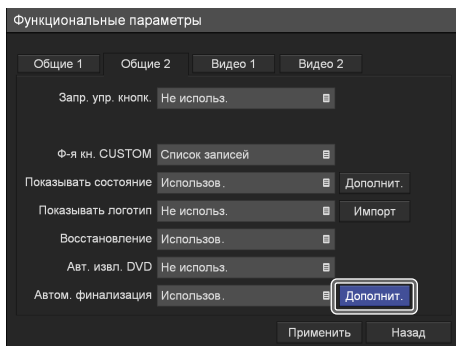 Функциональные параметры
Общие 1 Общие 2 Видео 1 Видео 2
Запр. упр. кнопк. Не использ.
Ф-я кн. CUSTOM Список записей
Показывать состояние Использов. Дополнит.
Показывать логотип Не использ. Импорт
Восстановление Использов.
Авт. извл. DVD Не использ.
Автом. финализация Использов. Дополнит.
Применить Назад